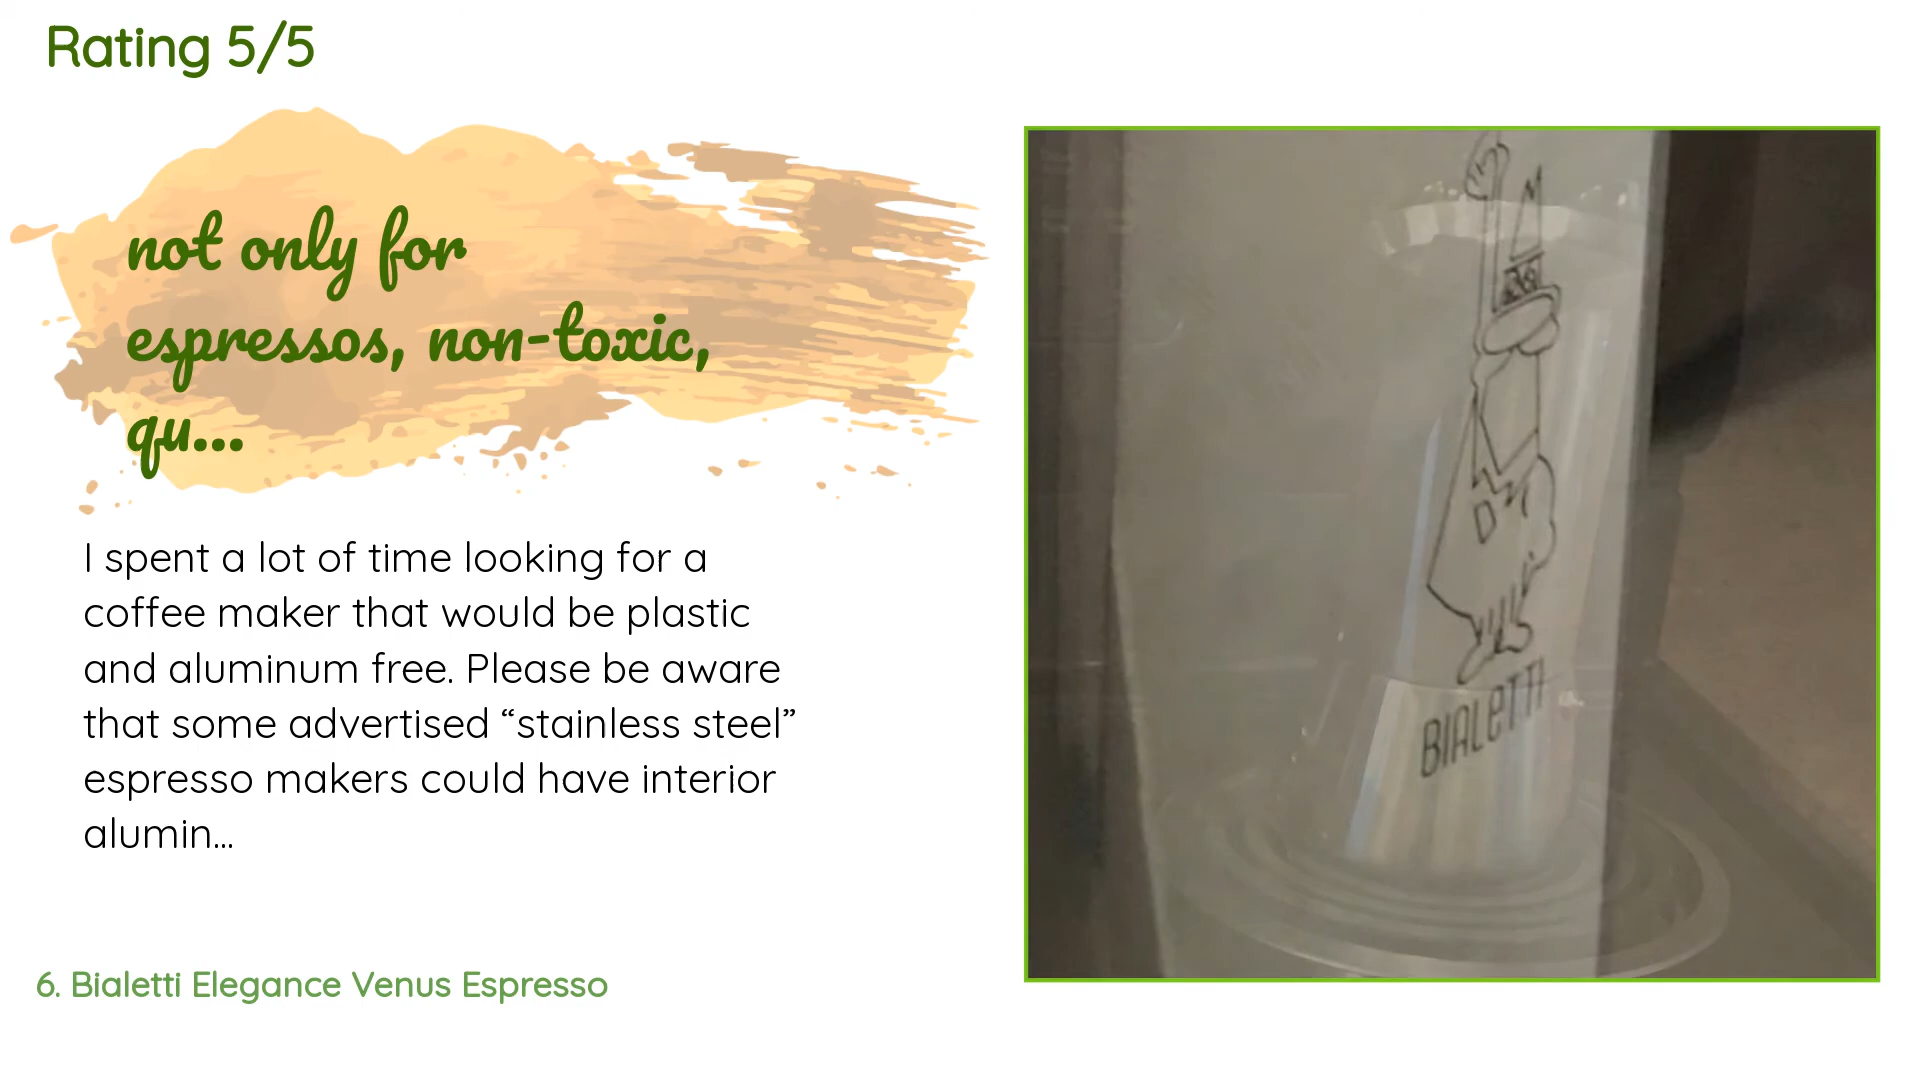 Rating 5/5
not only for
espressos, non-toxic,
qu...
I spent a lot of time looking for a
coffee maker that would be plastic
and aluminum free. Please be aware
that some advertised “stainless steel”
espresso makers could have interior
alumin...
6. Bialetti Elegance Venus Espresso
BIALETTI